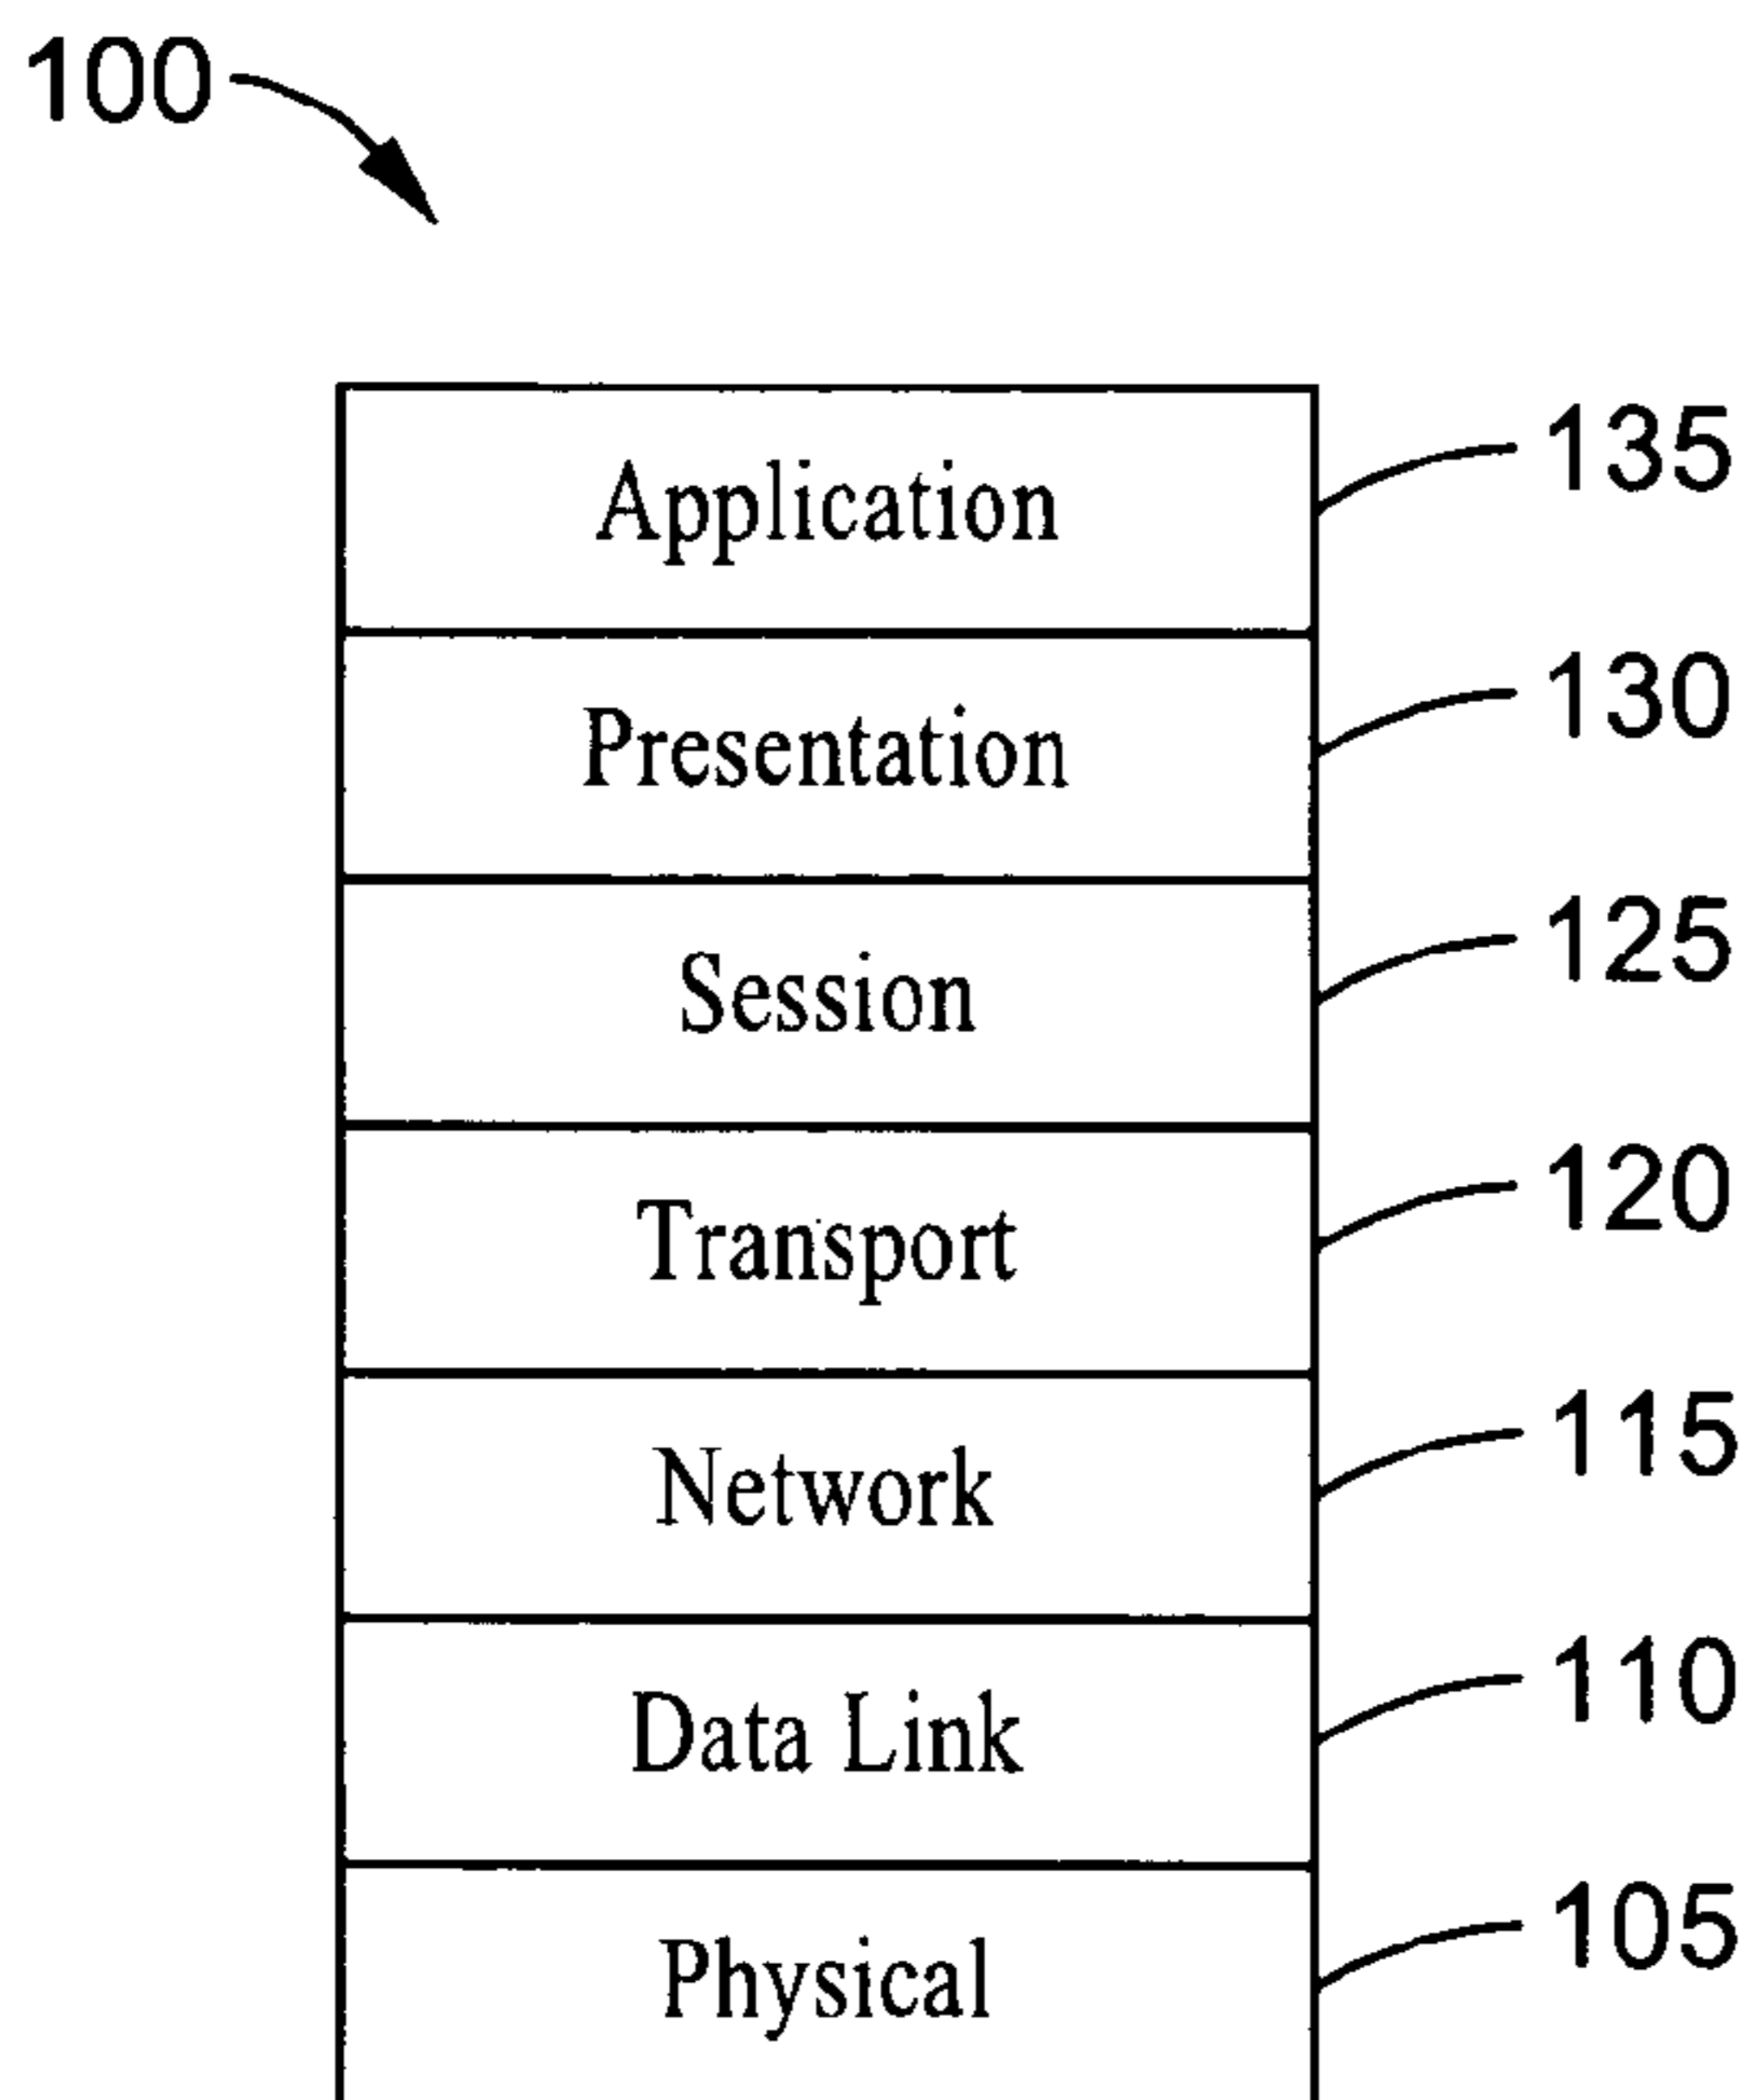 100
Application 135
Presentation 130
Session 125
Transport 120
Network 115
Data Link 110
Physical 105